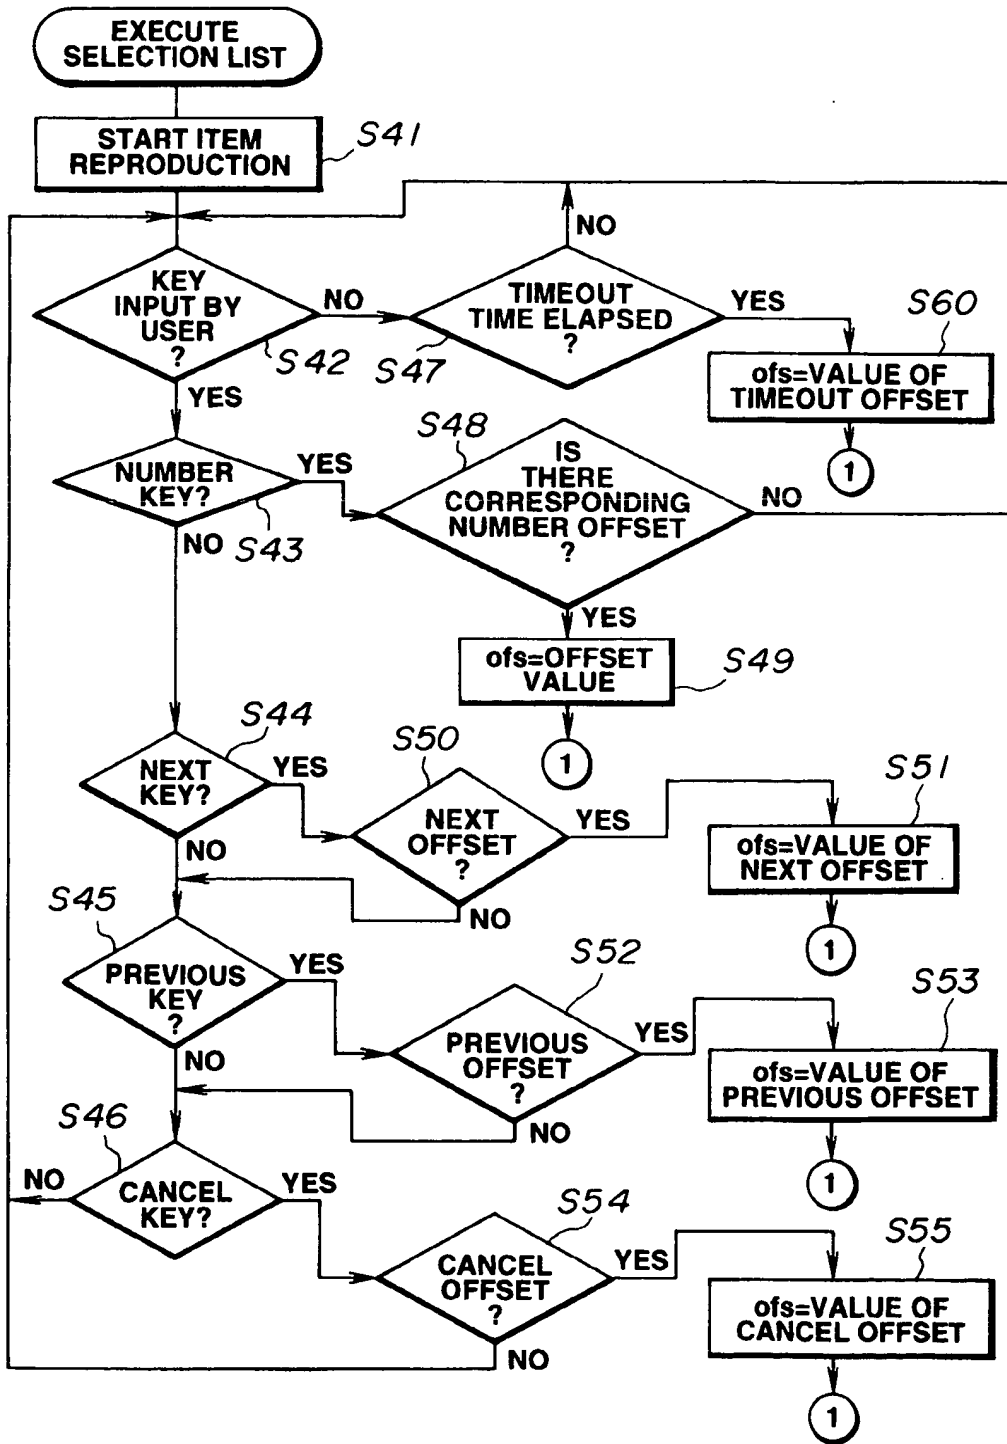 EXECUTE
SELECTION LIST
START ITEM
REPRODUCTION
S41
KEY
INPUT BY
USER
?
S42
NO
YES
TIMEOUT
TIME ELAPSED
?
S47
NO
YES
S60
ofs=VALUE OF
TIMEOUT OFFSET
1
NUMBER
KEY?
S43
YES
NO
S48
IS
THERE
CORRESPONDING
NUMBER OFFSET
?
NO
YES
ofs=OFFSET
VALUE
S49
1
S44
NEXT
KEY?
YES
NO
S50
NEXT
OFFSET
?
YES
NO
S51
ofs=VALUE OF
NEXT OFFSET
1
S45
PREVIOUS
KEY
?
YES
NO
S52
PREVIOUS
OFFSET
?
YES
NO
S53
ofs=VALUE OF
PREVIOUS OFFSET
1
S46
CANCEL
KEY?
NO
YES
S54
CANCEL
OFFSET
?
YES
NO
S55
ofs=VALUE OF
CANCEL OFFSET
1